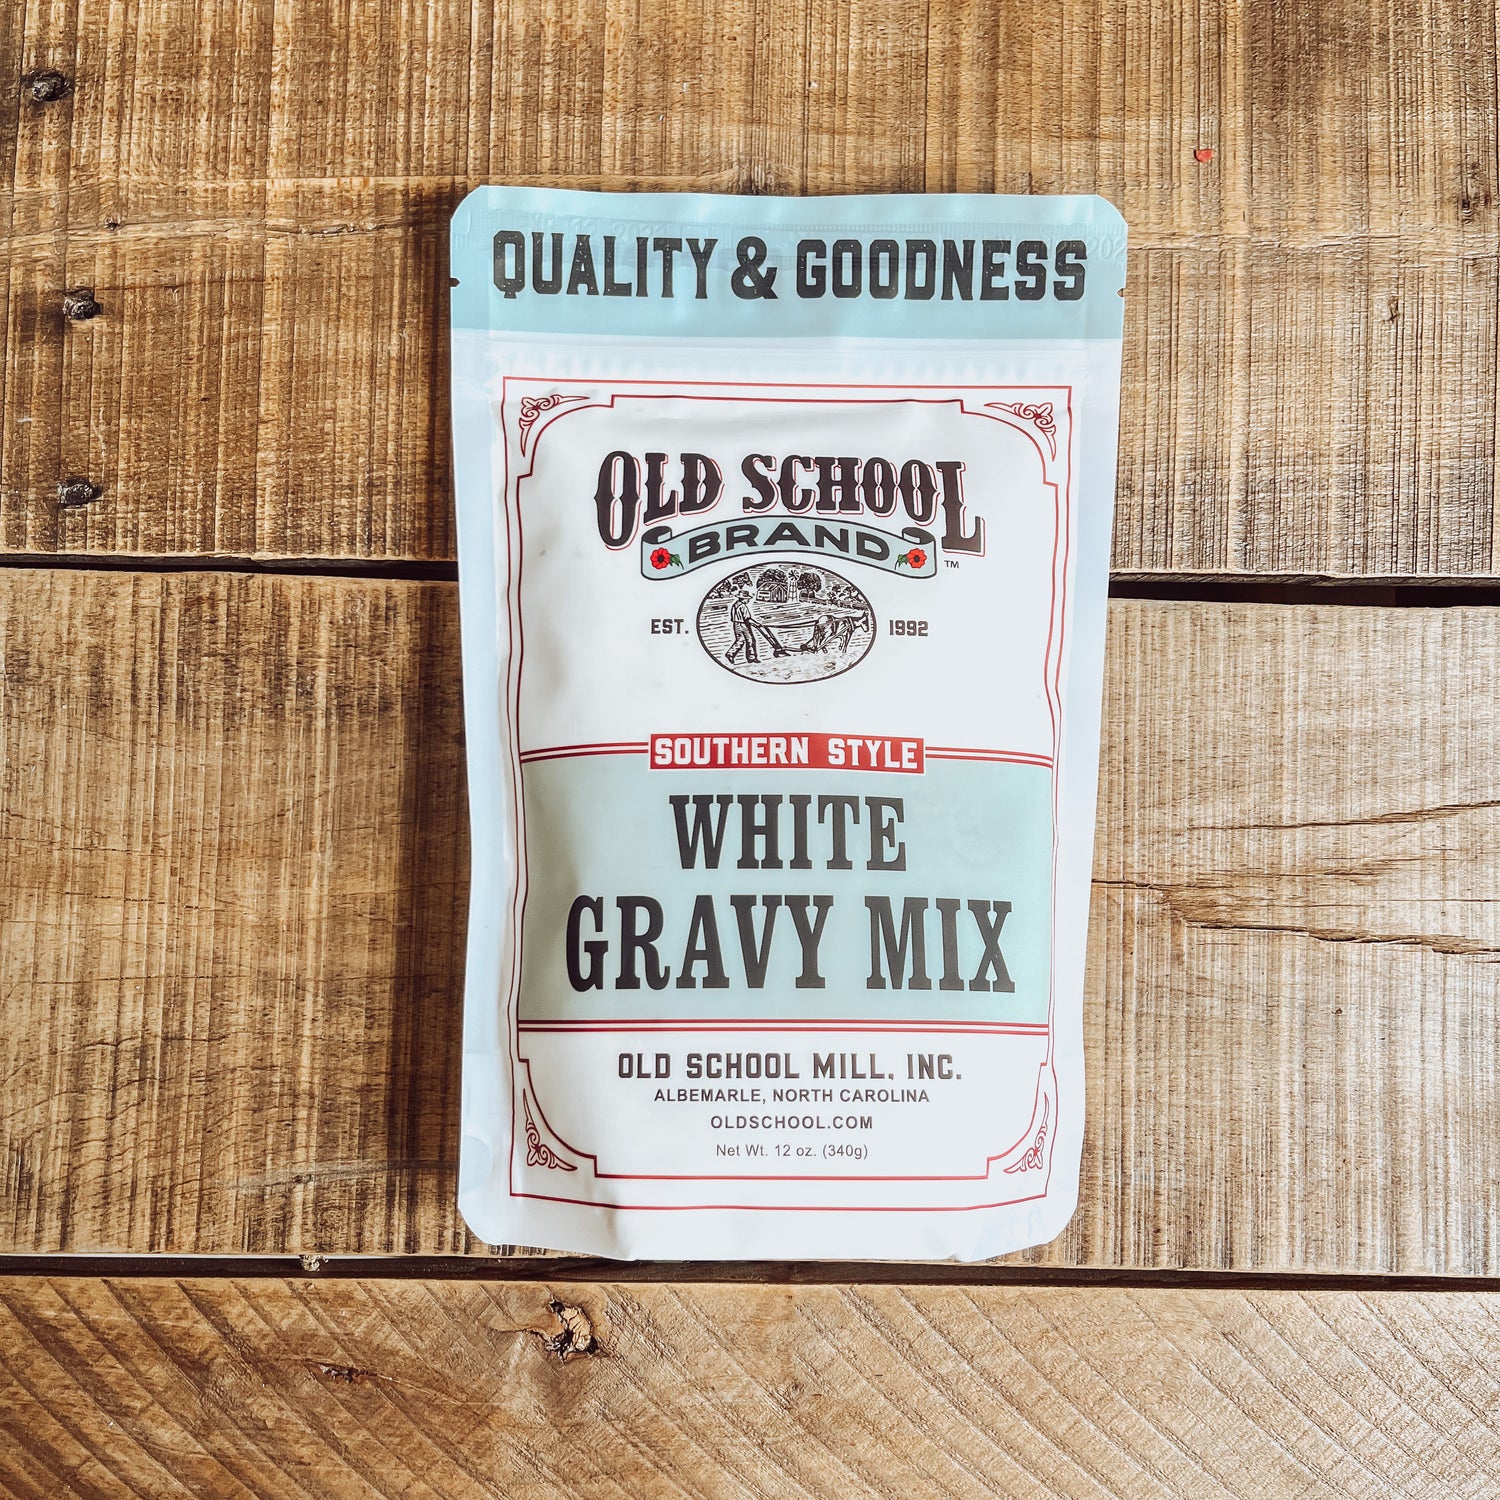 QUALITY & GOODNESS
OLD SCHOOL
BRAND
TM
EST. 1992
SOUTHERN STYLE
WHITE
GRAVY MIX
OLD SCHOOL MILL, INC.
ALBEMARLE, NORTH CAROLINA
OLDSCHOOL.COM
Net Wt. 12 oz. (340g)